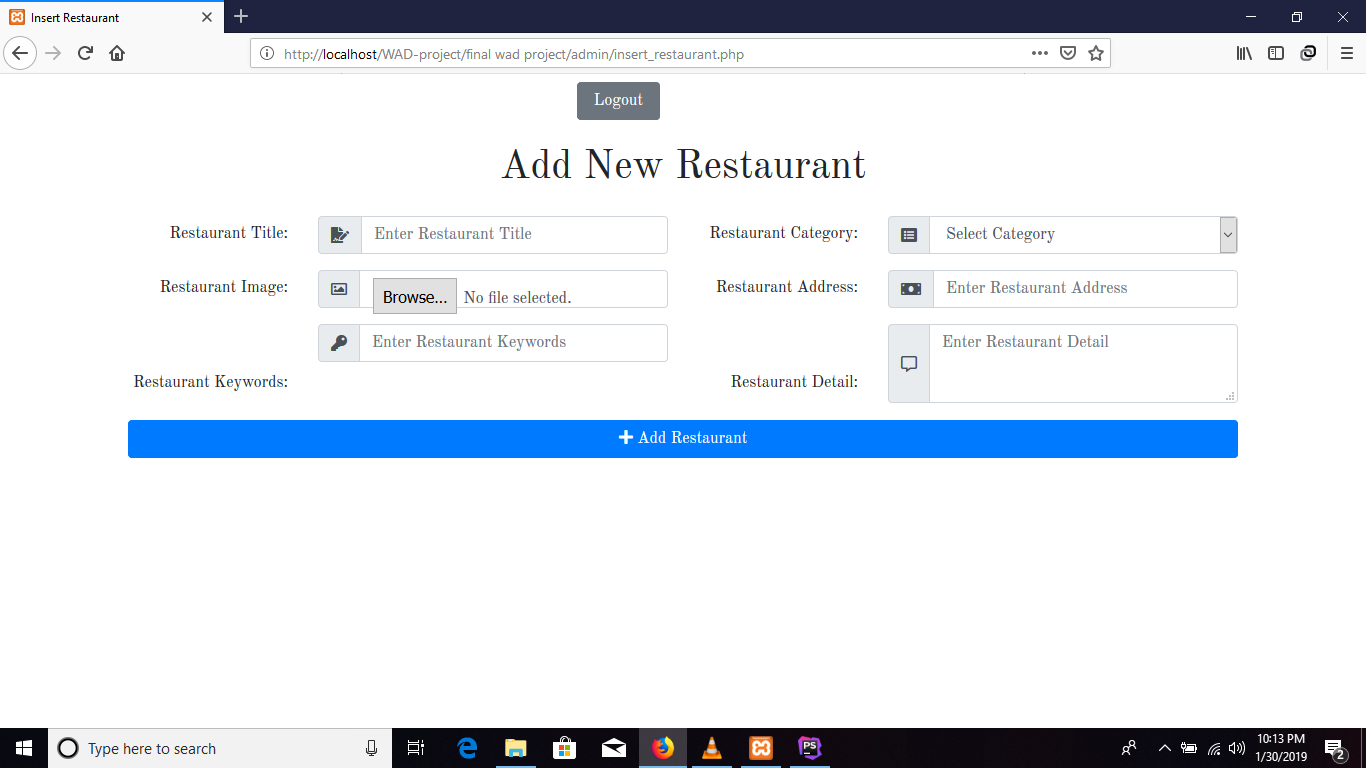 Insert Restaurant
http://localhost/WAD-project/final wad project/admin/insert_restaurant.php
Logout
Add New Restaurant
Restaurant Title: Enter Restaurant Title Restaurant Category: Select Category
Restaurant Image: Browse... No file selected. Restaurant Address: Enter Restaurant Address
Enter Restaurant Keywords Enter Restaurant Detail
Restaurant Keywords: Restaurant Detail:
Add Restaurant
Type here to search
PS
10:13 PM
1/30/2019
2